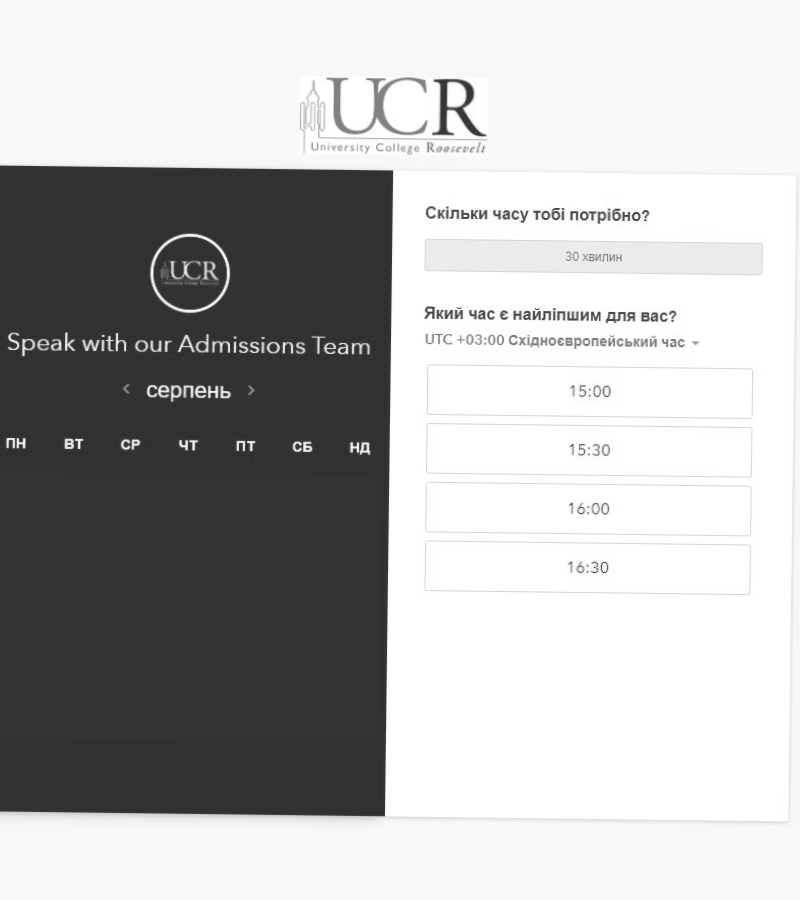 UCR
University College Roosevelt
UCR
Speak with our Admissions Team
серпень
ПН ВТ СР ЧТ ПТ СБ НД
Скільки часу тобі потрібно?
30 хвилин
Який час є найліпшим для вас?
UTC +03:00 Східноєвропейський час
15:00
15:30
16:00
16:30